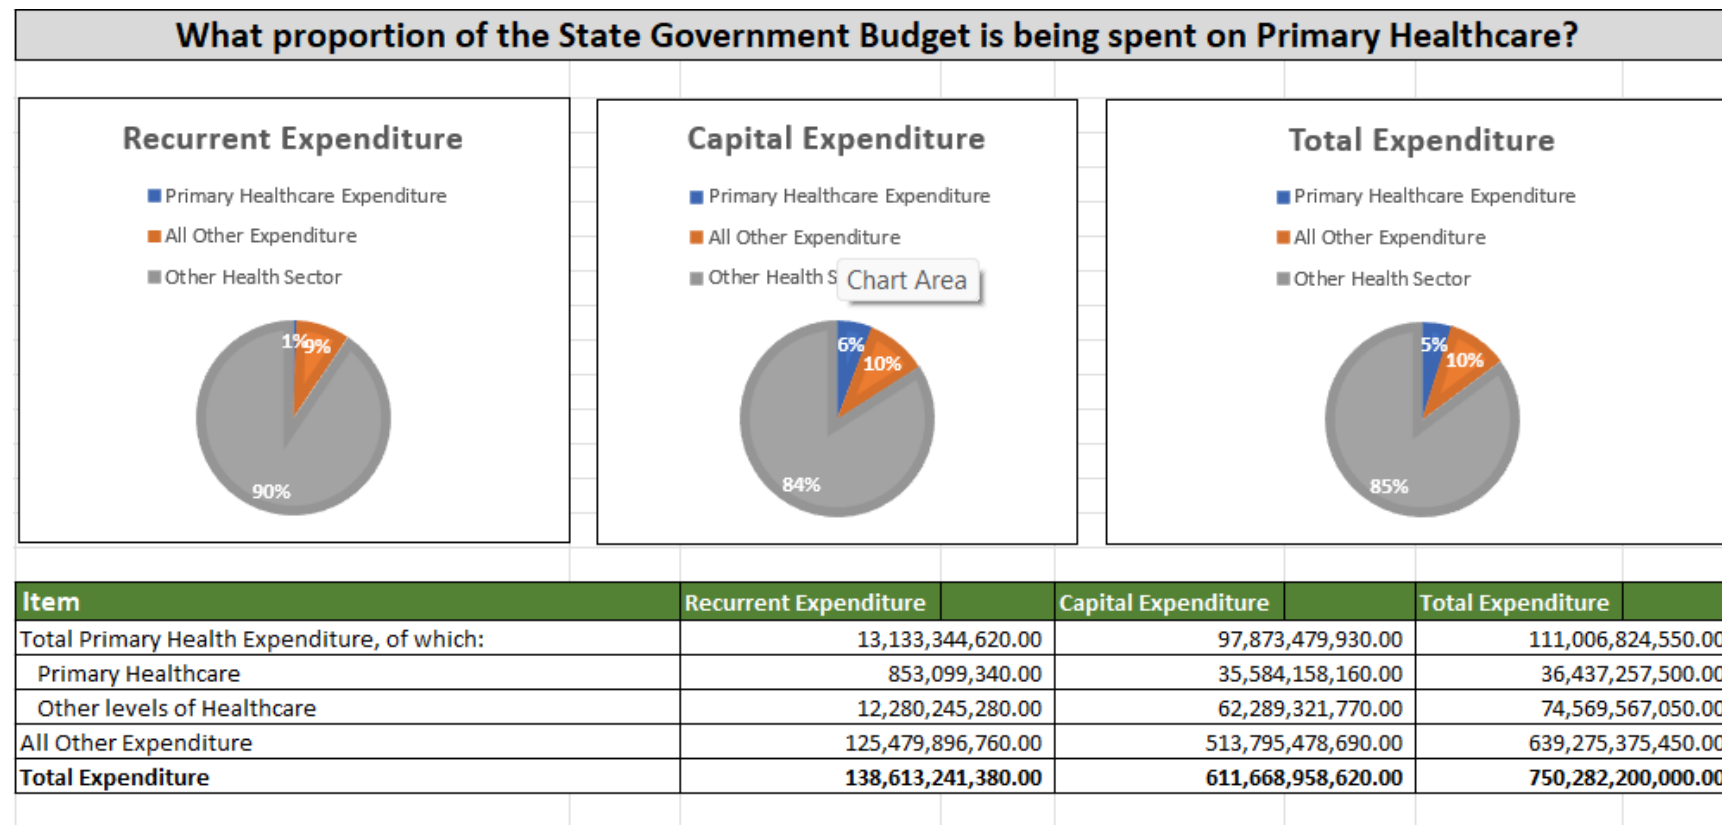 What proportion of the State Government Budget is being spent on Primary Healthcare?
Recurrent Expenditure
Primary Healthcare Expenditure
All Other Expenditure
Other Health Sector
1%
9%
90%
Capital Expenditure
Primary Healthcare Expenditure
All Other Expenditure
Other Health S
Chart Area
6%
10%
84%
Total Expenditure
Primary Healthcare Expenditure
All Other Expenditure
Other Health Sector
5%
10%
85%
Item Recurrent Expenditure Capital Expenditure Total Expenditure
Total Primary Health Expenditure, of which: 13,133,344,620.00 97,873,479,930.00 111,006,824,550.00
Primary Healthcare 853,099,340.00 35,584,158,160.00 36,437,257,500.00
Other levels of Healthcare 12,280,245,280.00 62,289,321,770.00 74,569,567,050.00
All Other Expenditure 125,479,896,760.00 513,795,478,690.00 639,275,375,450.00
Total Expenditure 138,613,241,380.00 611,668,958,620.00 750,282,200,000.00